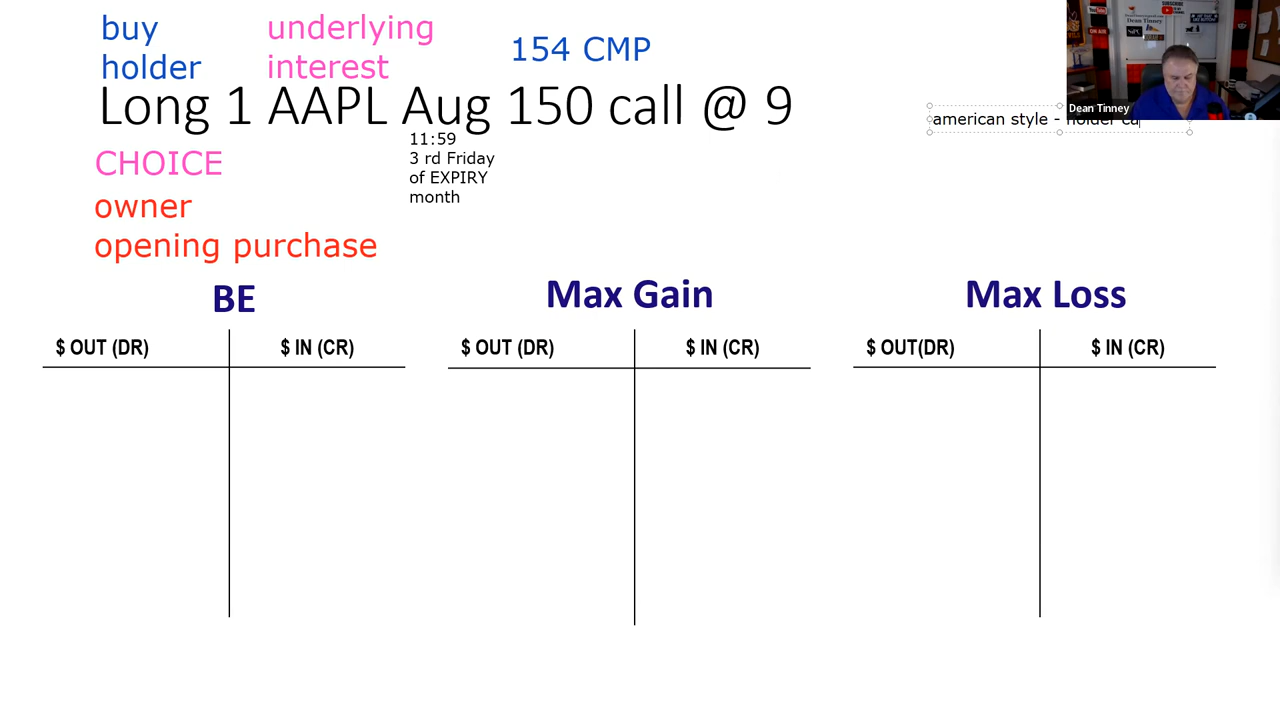 buy
holder
underlying
interest
154 CMP
Long 1 AAPL Aug 150 call @ 9
CHOICE
owner
opening purchase
11:59
3 rd Friday
of EXPIRY
month
Dean Tinney
american style - holder ca
BE
Max Gain
Max Loss
$ OUT (DR) $ IN (CR)
$ OUT (DR) $ IN (CR)
$ OUT(DR) $ IN (CR)